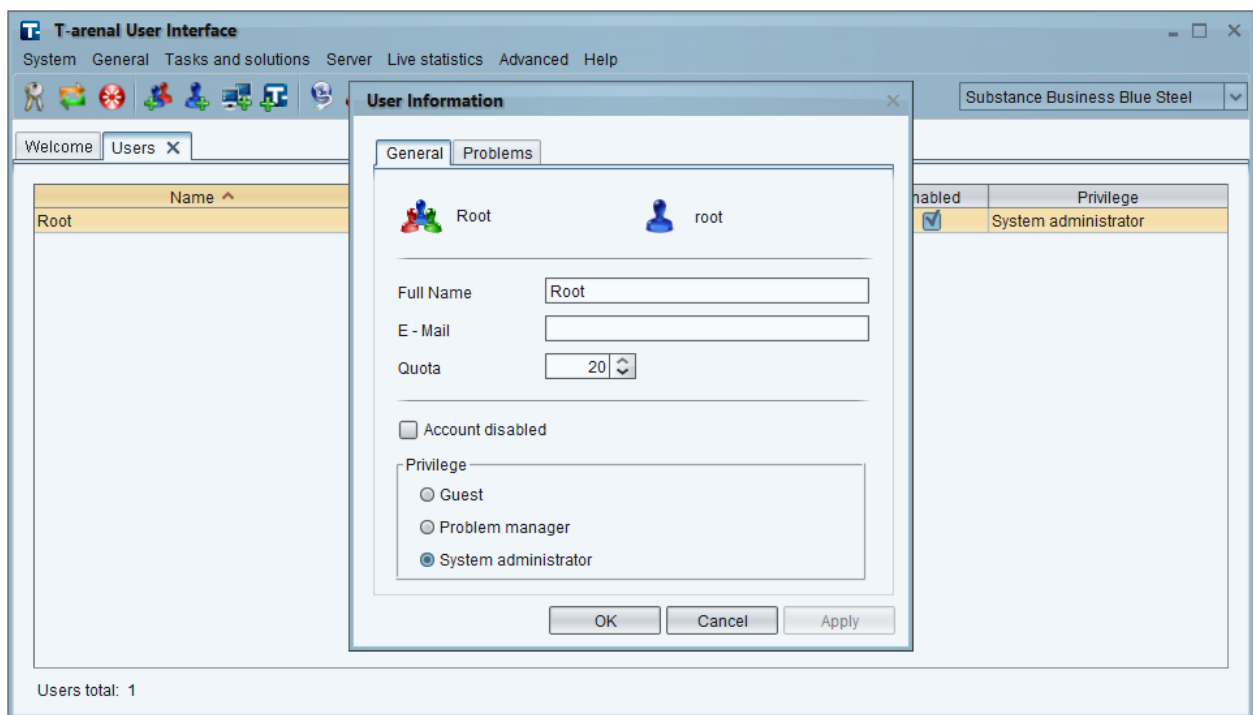 T-arenal User Interface
System General Tasks and solutions Server Live statistics Advanced Help
Substance Business Blue Steel
Welcome Users
Name
nabled Privilege
Root
System administrator
Users total: 1
User Information
General Problems
Root root
Full Name Root
E - Mail
Quota 20
Account disabled
Privilege
Guest
Problem manager
System administrator
OK Cancel Apply